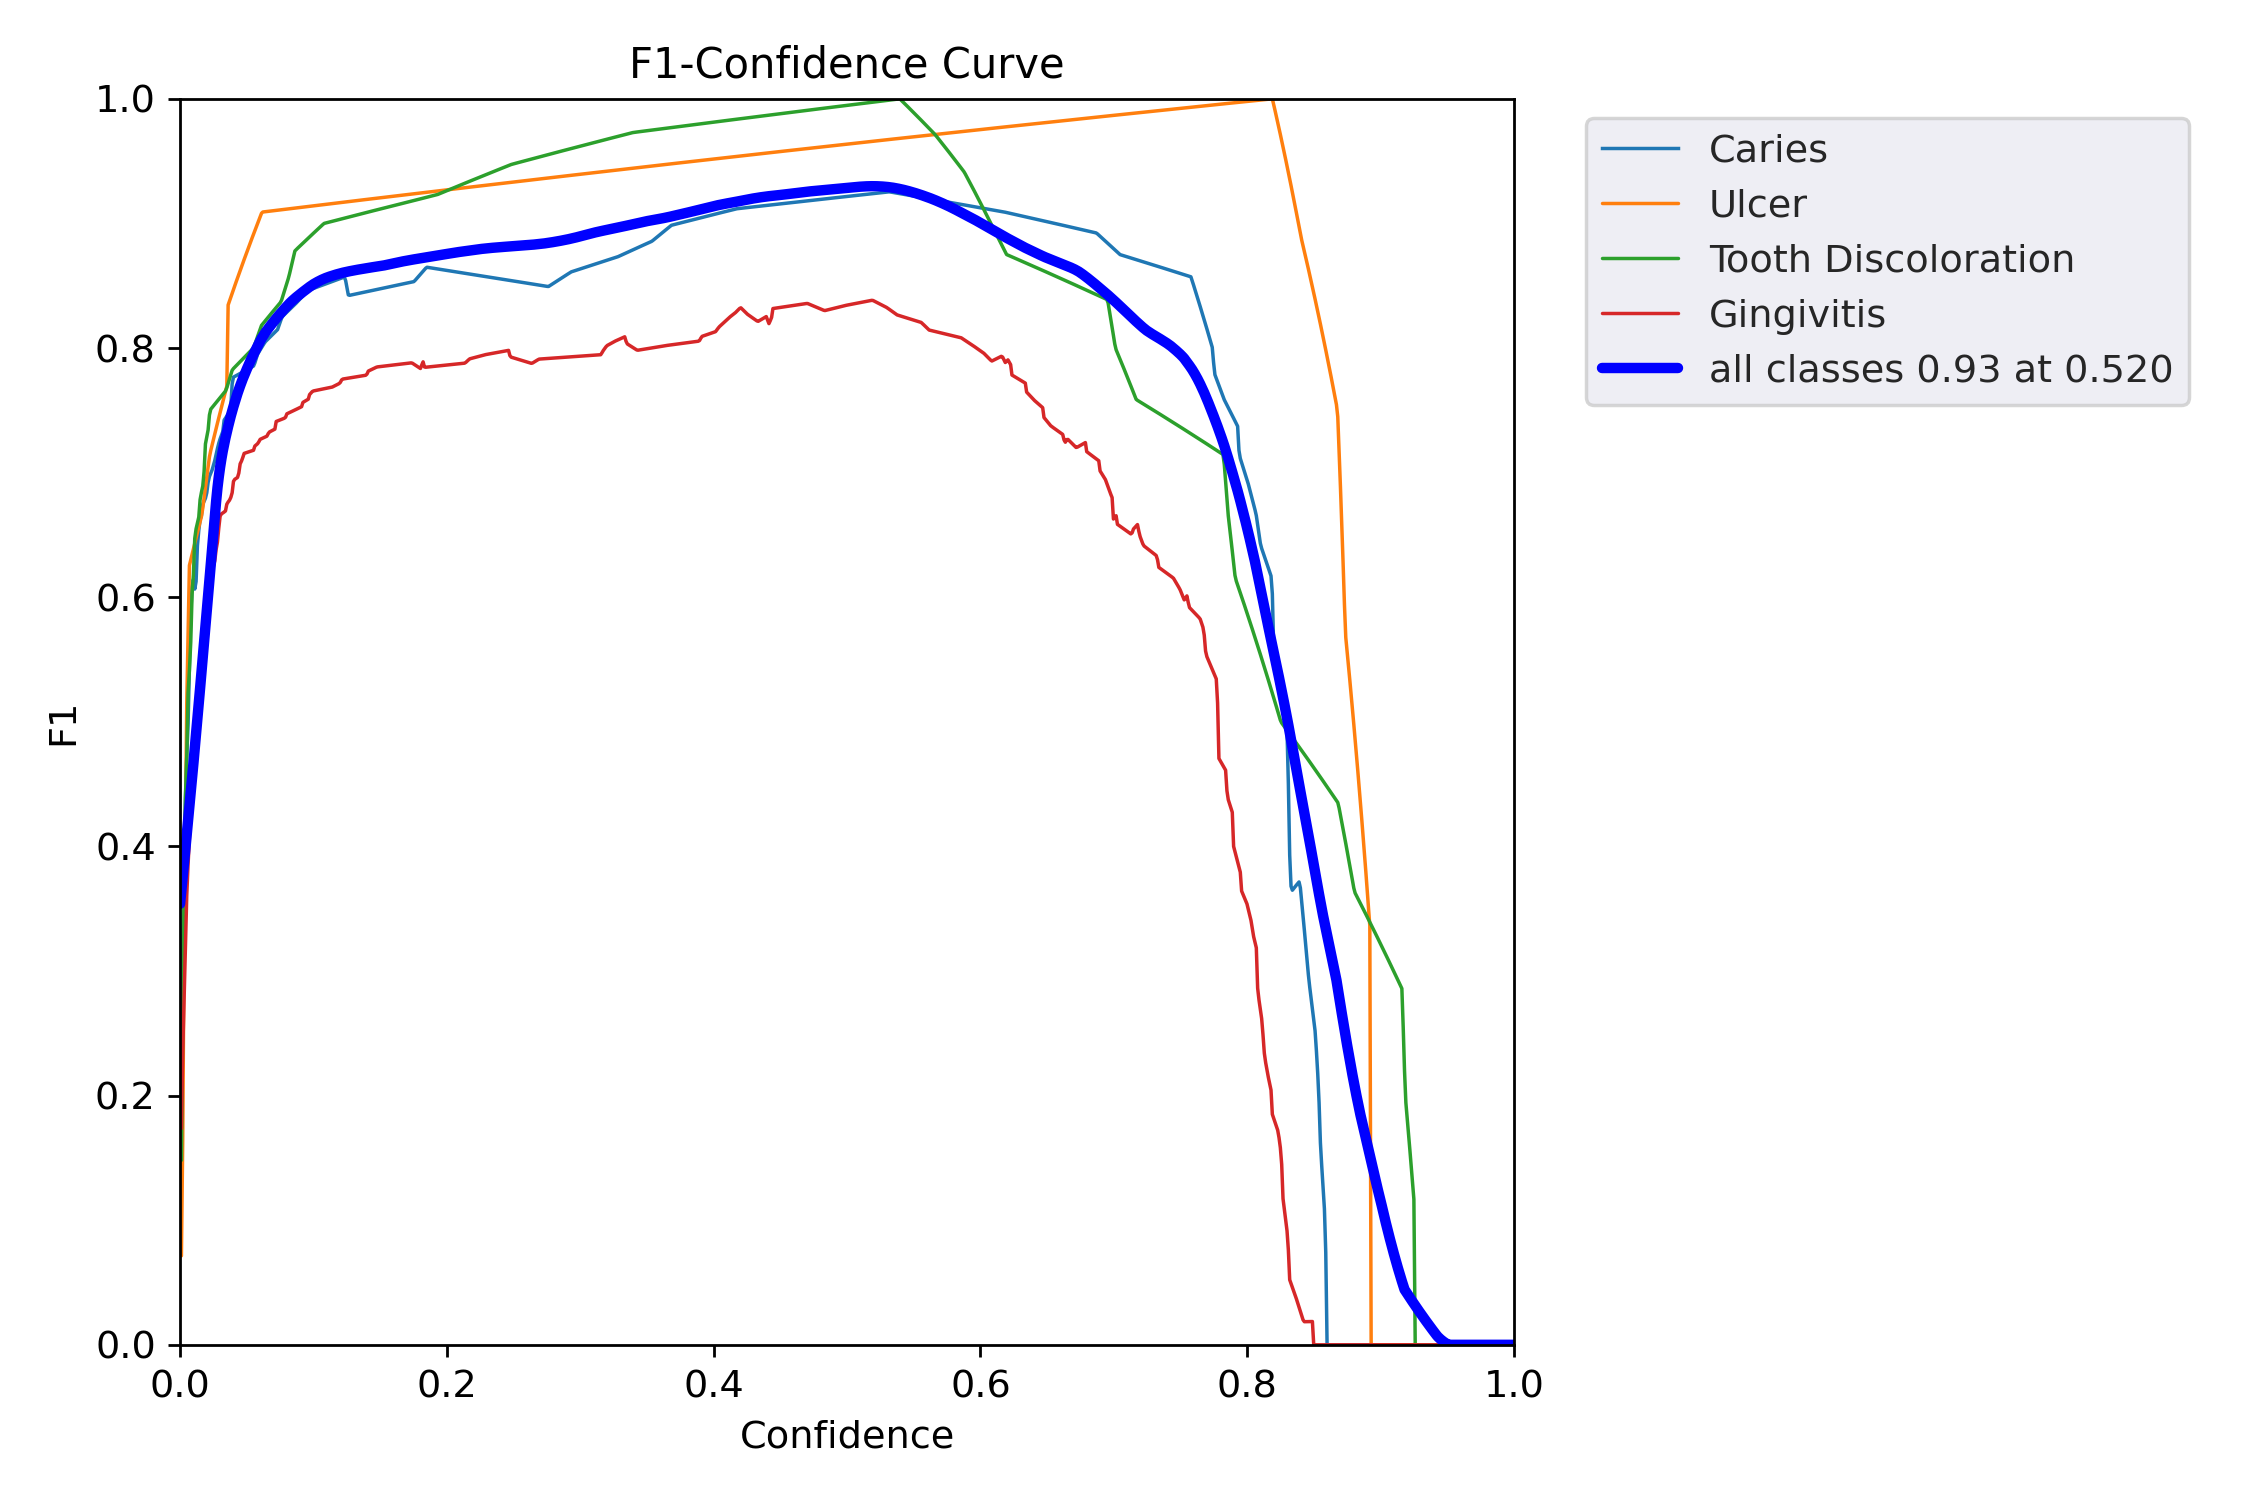 F1-Confidence Curve
1.0
0.8
0.6
0.4
0.2
0.0
F1
0.0 0.2 0.4 0.6 0.8 1.0
Confidence
Caries
Ulcer
Tooth Discoloration
Gingivitis
all classes 0.93 at 0.520